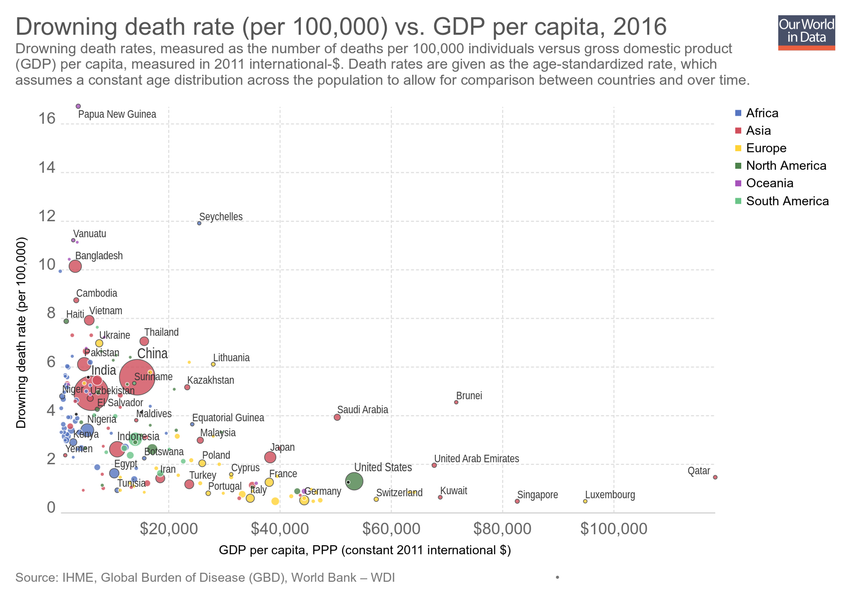 Drowning death rate (per 100,000) vs. GDP per capita, 2016
Our World
in Data
Drowning death rates, measured as the number of deaths per 100,000 individuals versus gross domestic product
(GDP) per capita, measured in 2011 international-$. Death rates are given as the age-standardized rate, which
assumes a constant age distribution across the population to allow for comparison between countries and over time.
Papua New Guinea
16
14
12
10
8
6
4
2
0
Drowning death rate (per 100,000)
Africa
Asia
Europe
North America
Oceania
South America
Seychelles
Vanuatu
Bangladesh
Cambodia
Haiti
Vietnam
Ukraine
Thailand
Pakistan
China
Lithuania
India
Suriname
Kazakhstan
Niger
Uzbekistan
El Salvador
Brunei
Maldives
Saudi Arabia
Nigeria
Equatorial Guinea
Kenya
Indonesia
Malaysia
Yemen
Botswana
Poland
Japan
United Arab Emirates
Egypt
Iran
Cyprus
United States
Qatar
Tunisia
Turkey
France
Portugal
Italy
Germany
Switzerland
Kuwait
Singapore
Luxembourg
$20,000
$40,000
$60,000
$80,000
$100,000
GDP per capita, PPP (constant 2011 international $)
Source: IHME, Global Burden of Disease (GBD), World Bank – WDI